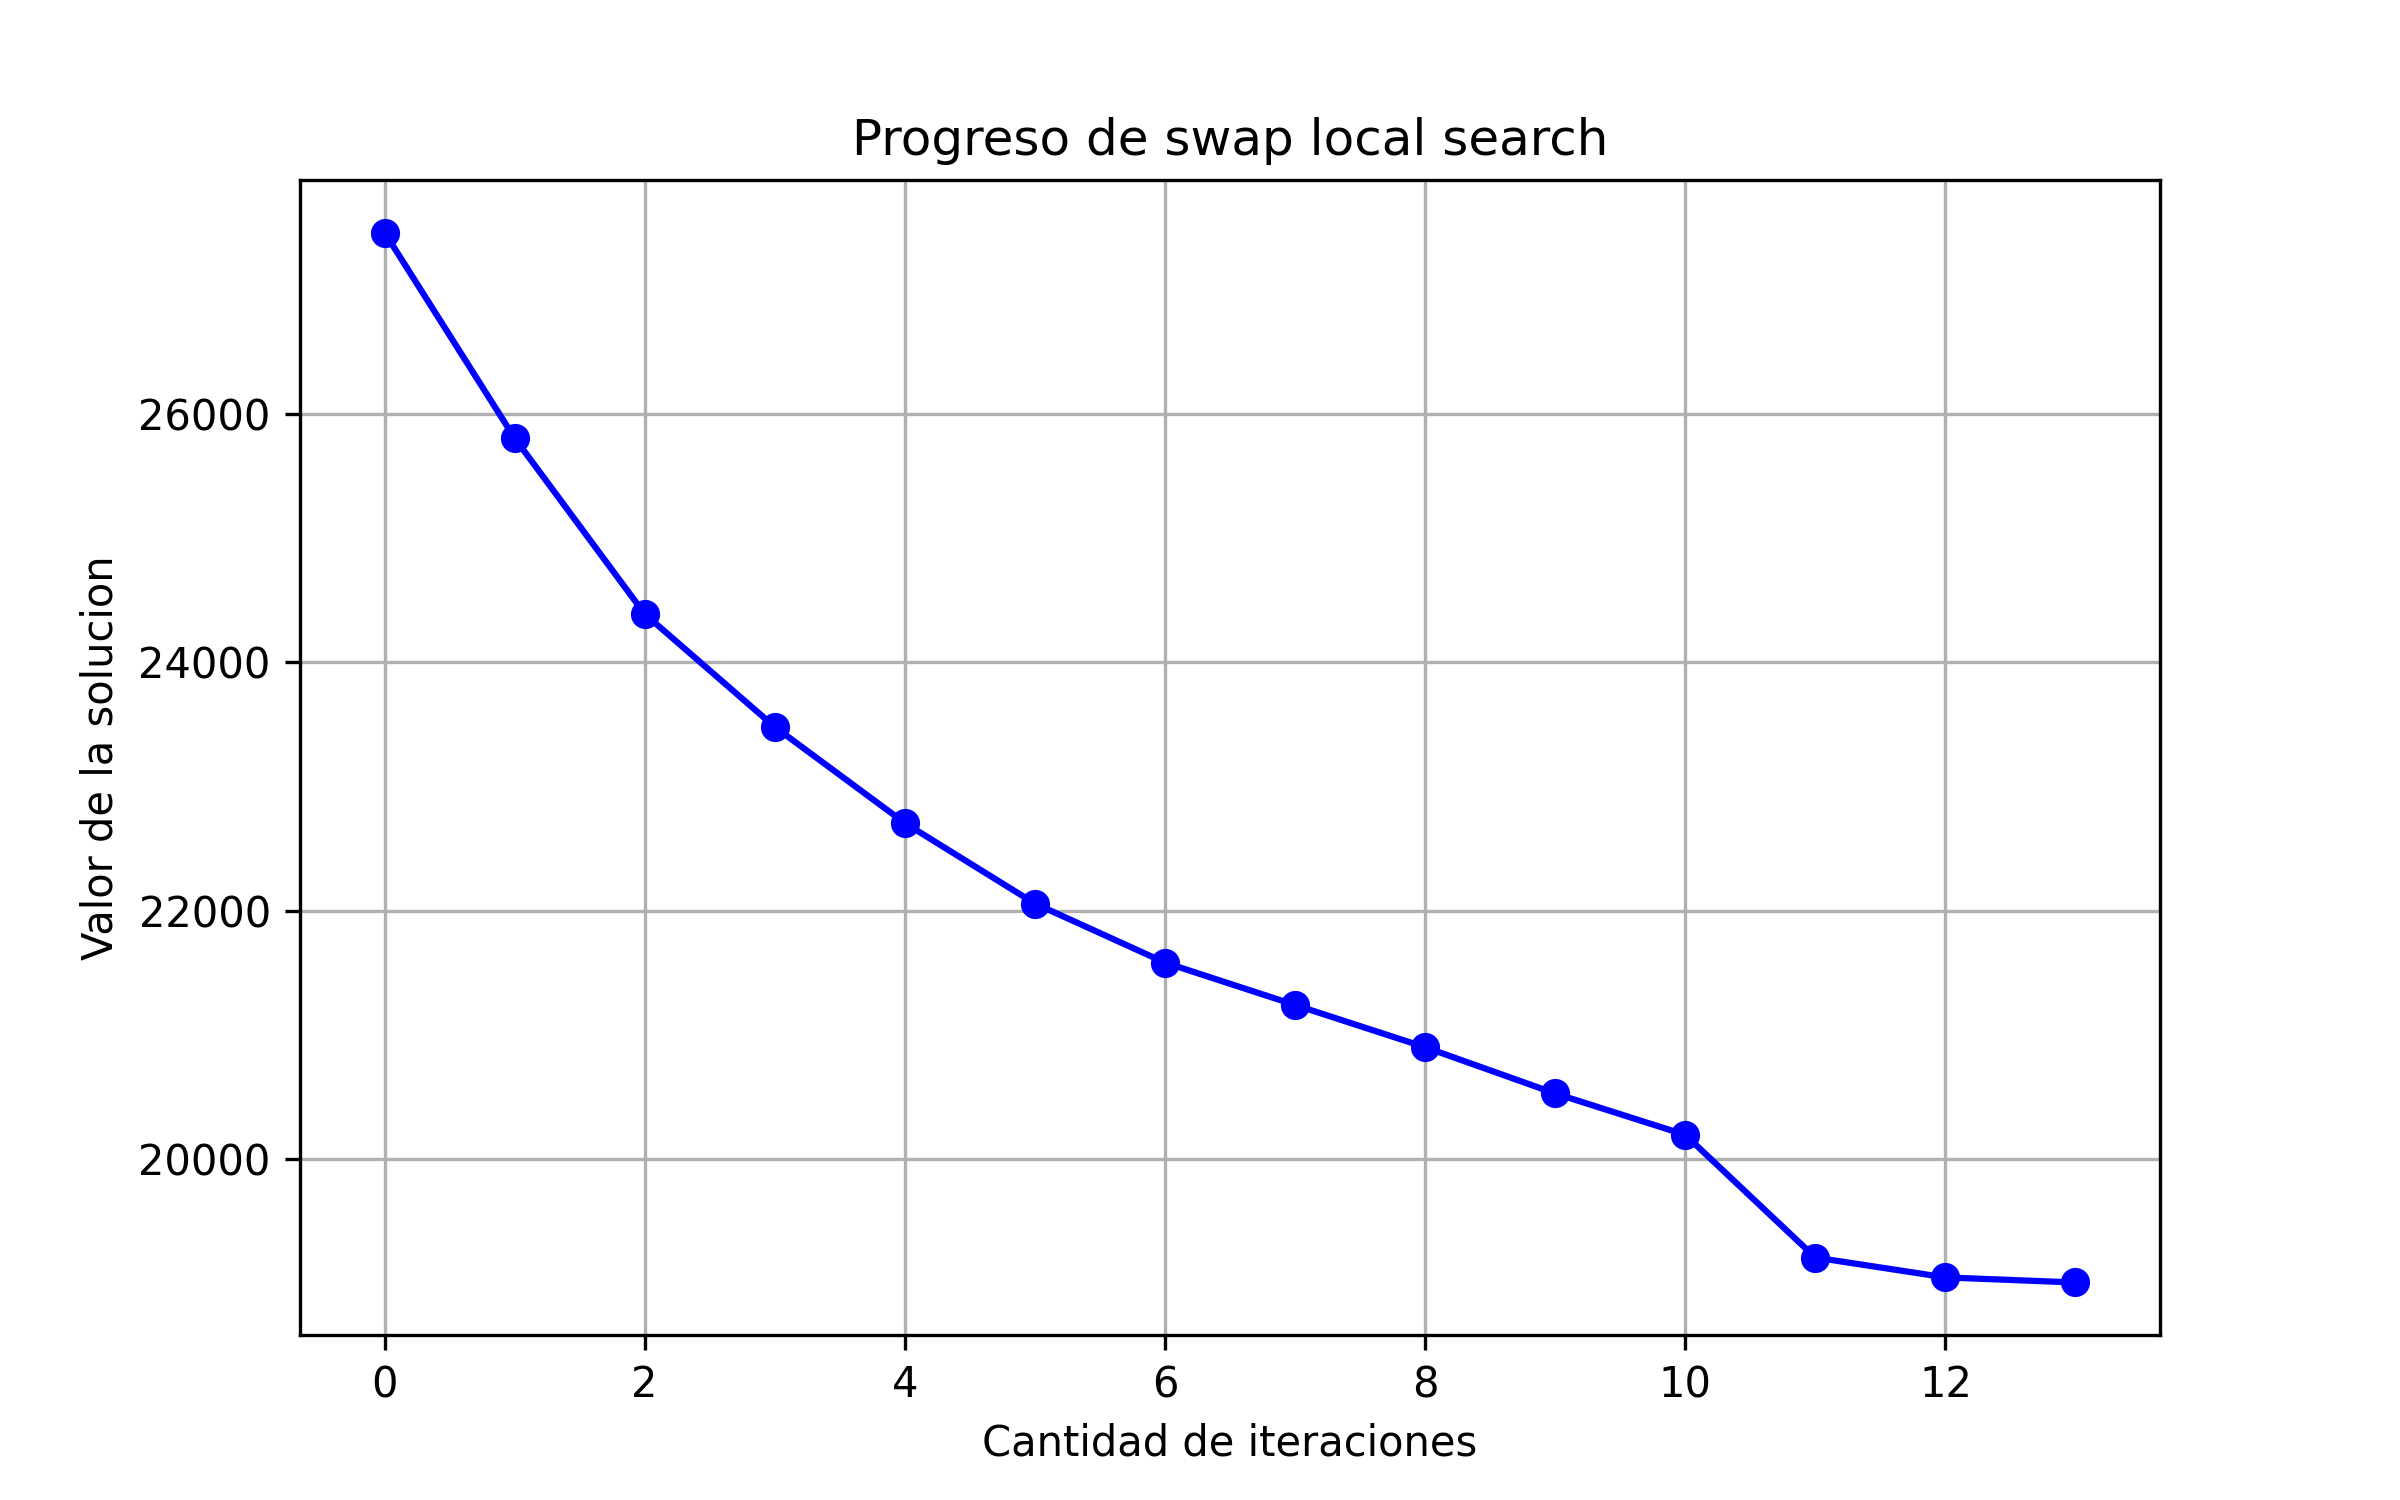 Progreso de swap local search
Valor de la solucion
26000
24000
22000
20000
0 2 4 6 8 10 12
Cantidad de iteraciones